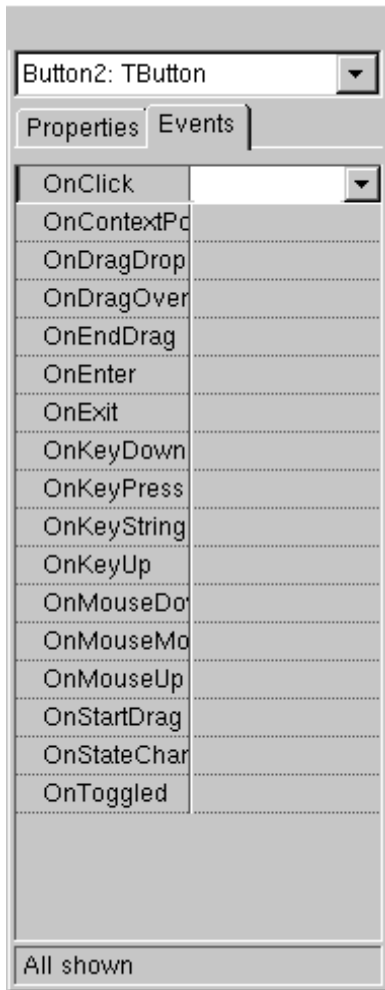 Button2: TButton
Properties Events
OnClick
OnContextPo
OnDragDrop
OnDragOver
OnEndDrag
OnEnter
OnExit
OnKeyDown
OnKeyPress
OnKeyString
OnKeyUp
OnMouseDo
OnMouseMo
OnMouseUp
OnStartDrag
OnStateChar
OnToggled
All shown